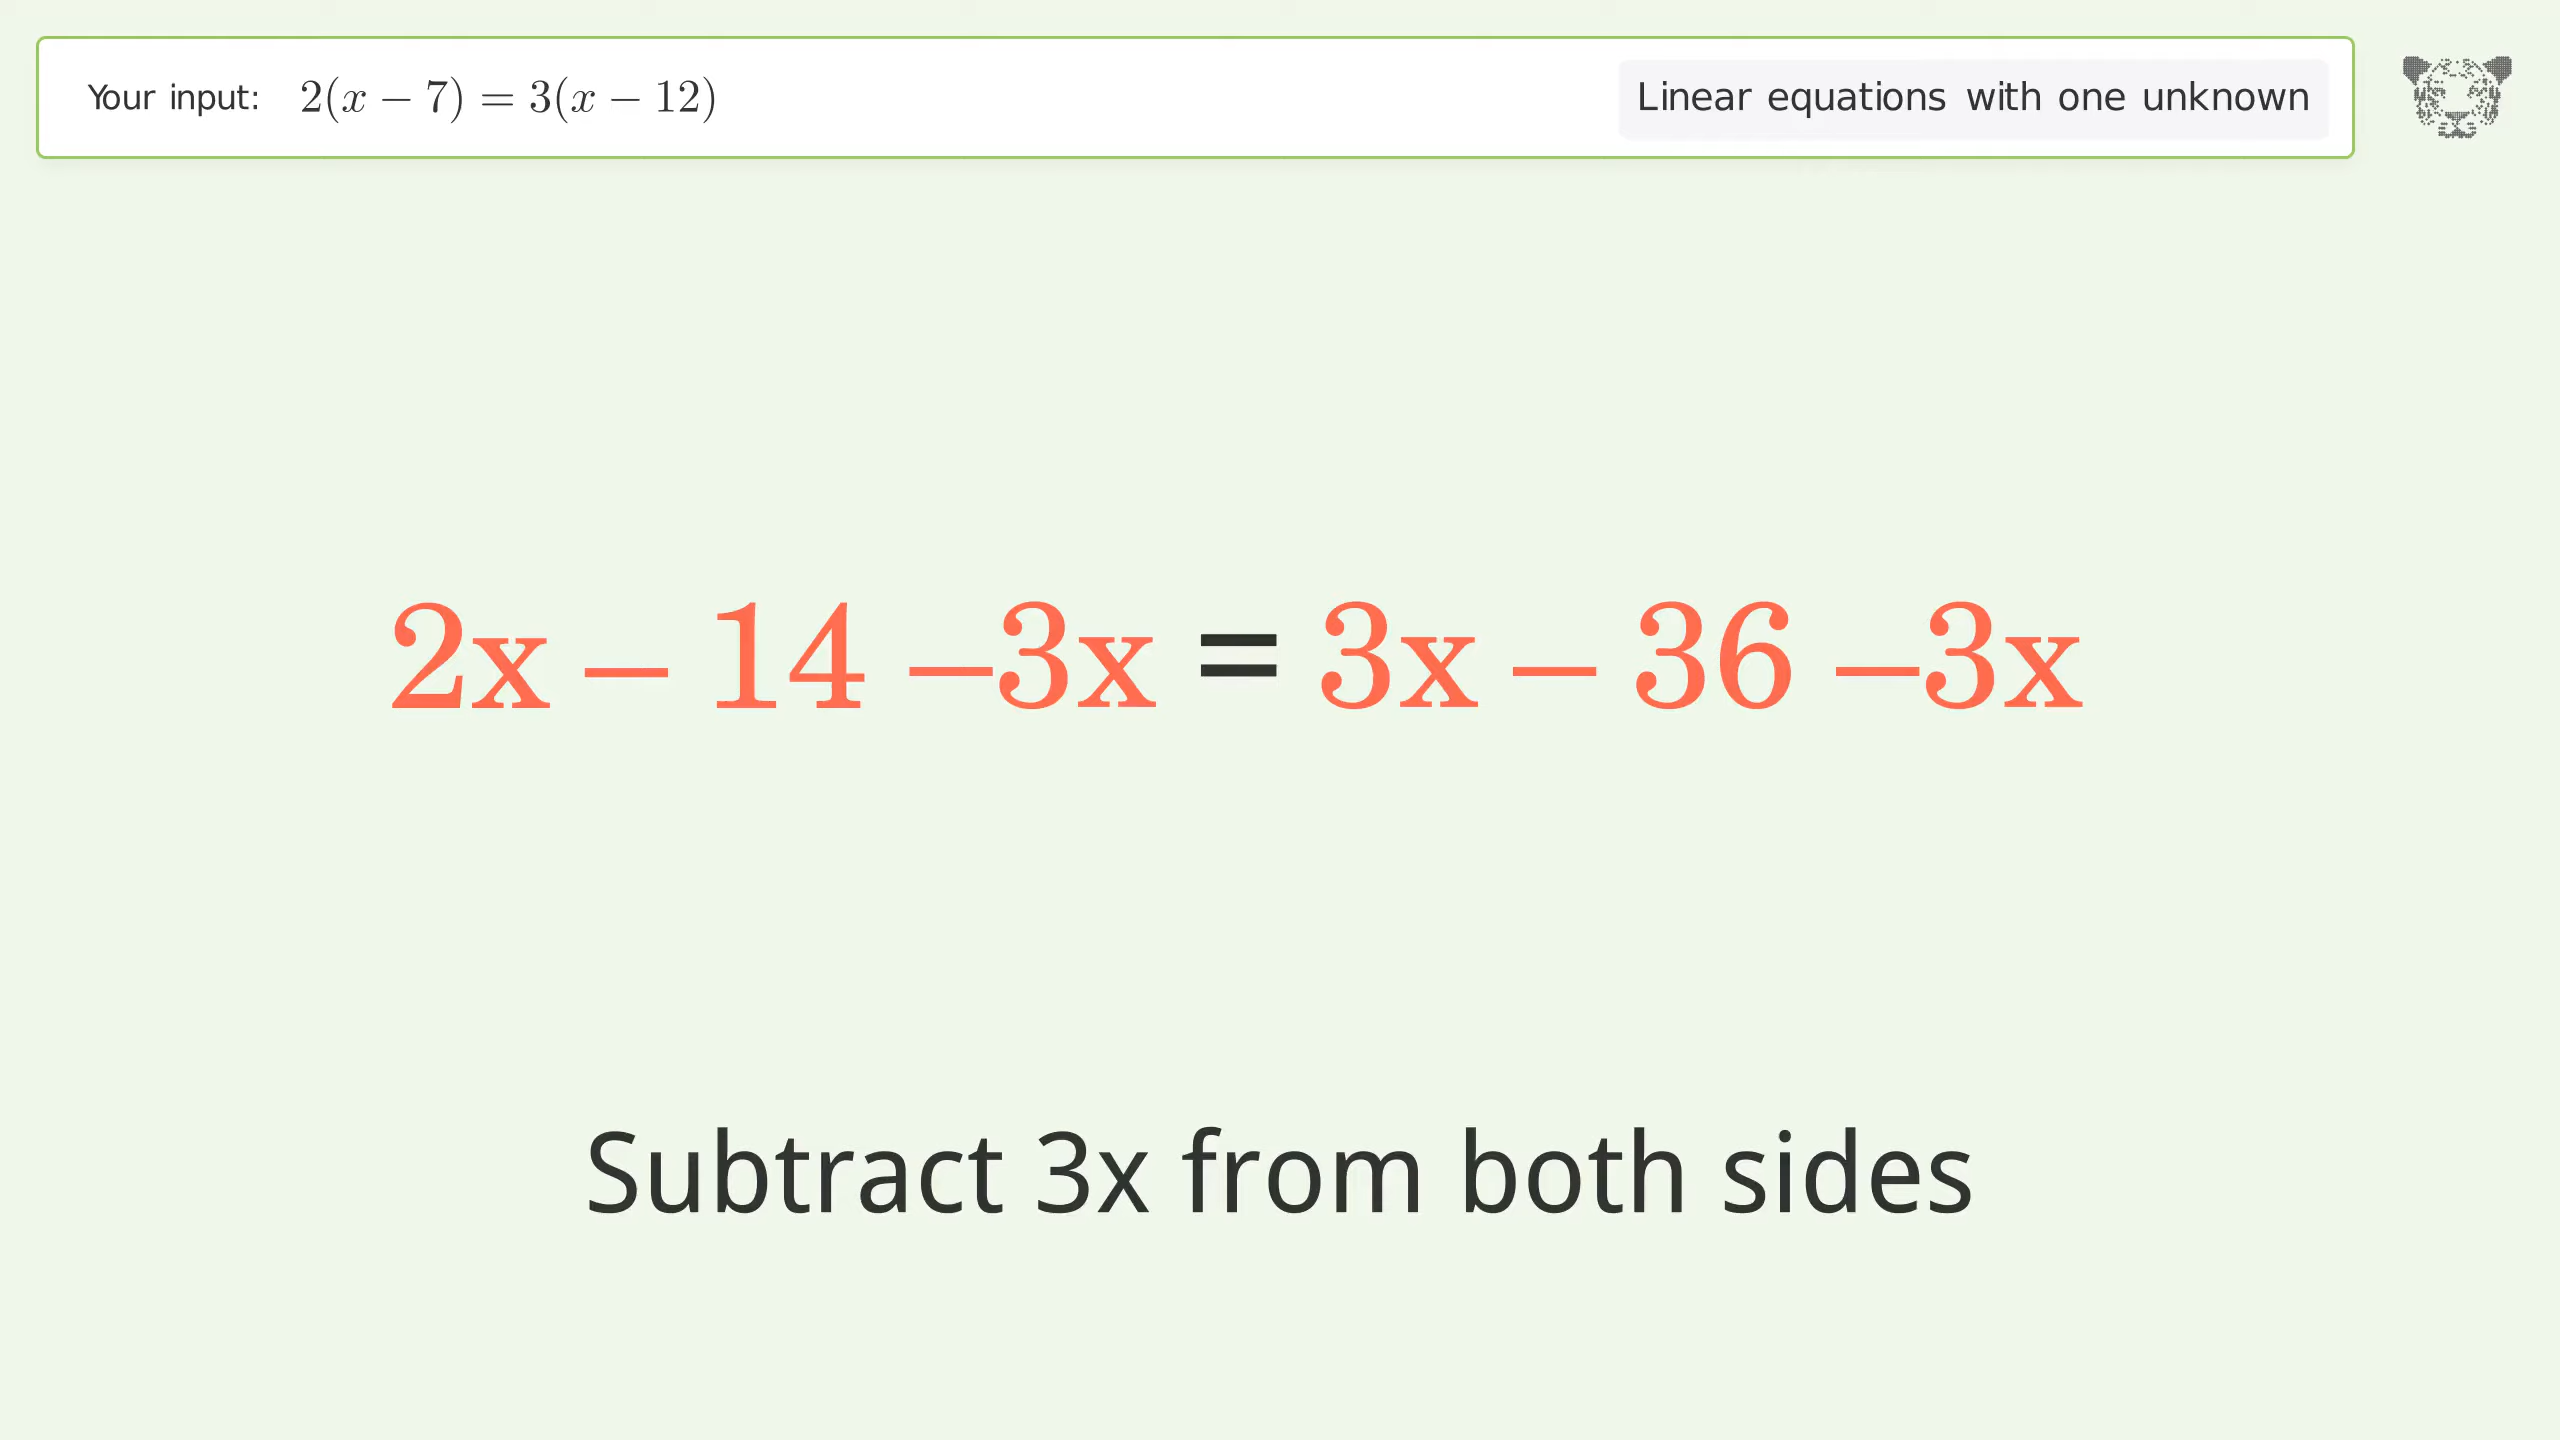 Your input: 2(x − 7) = 3(x − 12) Linear equations with one unknown
2x − 14 −3x = 3x − 36 −3x
Subtract 3x from both sides